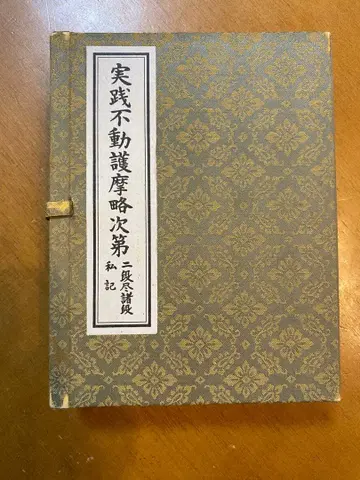 実践不動護摩略次第
二段尽諸段
私記